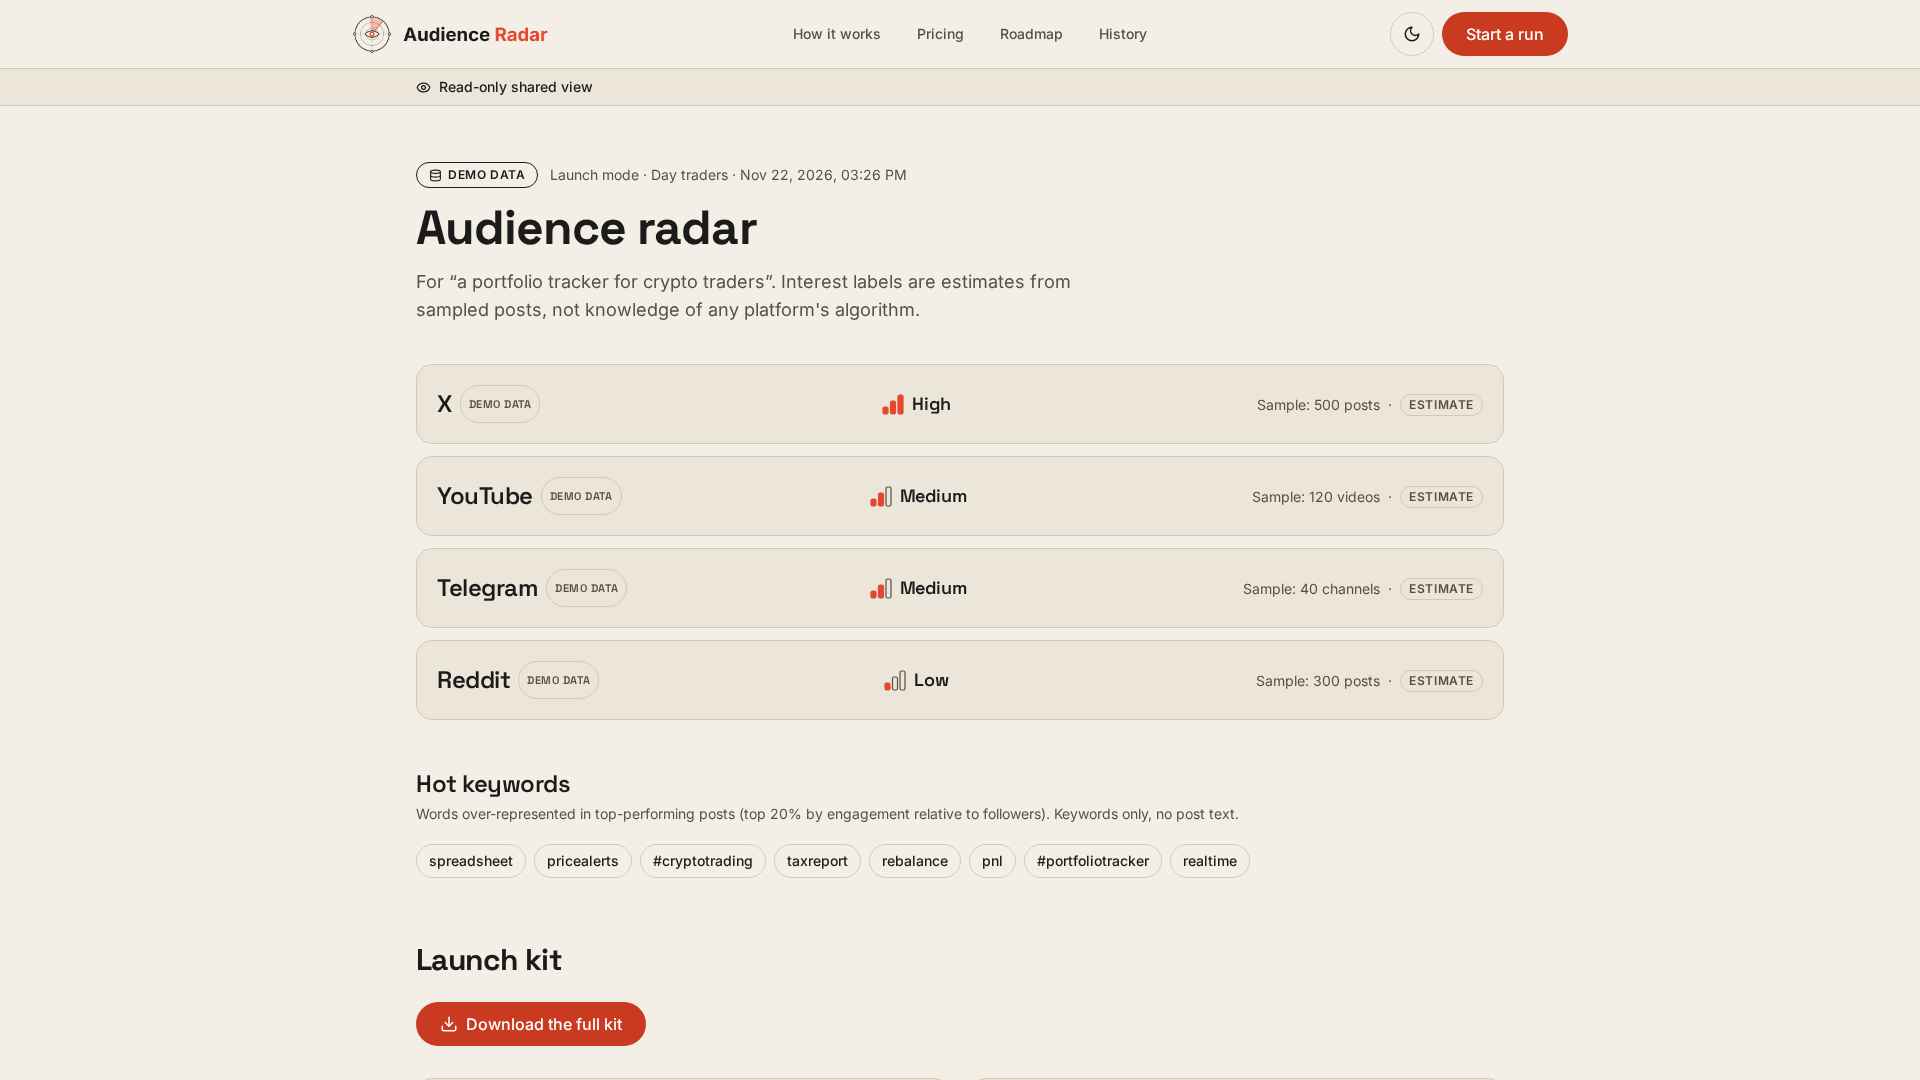 Audience Radar
How it works
Pricing
Roadmap
History
Start a run
Read-only shared view
DEMO DATA
Launch mode · Day traders · Nov 22, 2026, 03:26 PM
Audience radar
For “a portfolio tracker for crypto traders”. Interest labels are estimates from
sampled posts, not knowledge of any platform's algorithm.
X DEMO DATA High Sample: 500 posts · ESTIMATE
YouTube DEMO DATA Medium Sample: 120 videos · ESTIMATE
Telegram DEMO DATA Medium Sample: 40 channels · ESTIMATE
Reddit DEMO DATA Low Sample: 300 posts · ESTIMATE
Hot keywords
Words over-represented in top-performing posts (top 20% by engagement relative to followers). Keywords only, no post text.
spreadsheet pricealerts #cryptotrading taxreport rebalance pnl #portfoliotracker realtime
Launch kit
Download the full kit